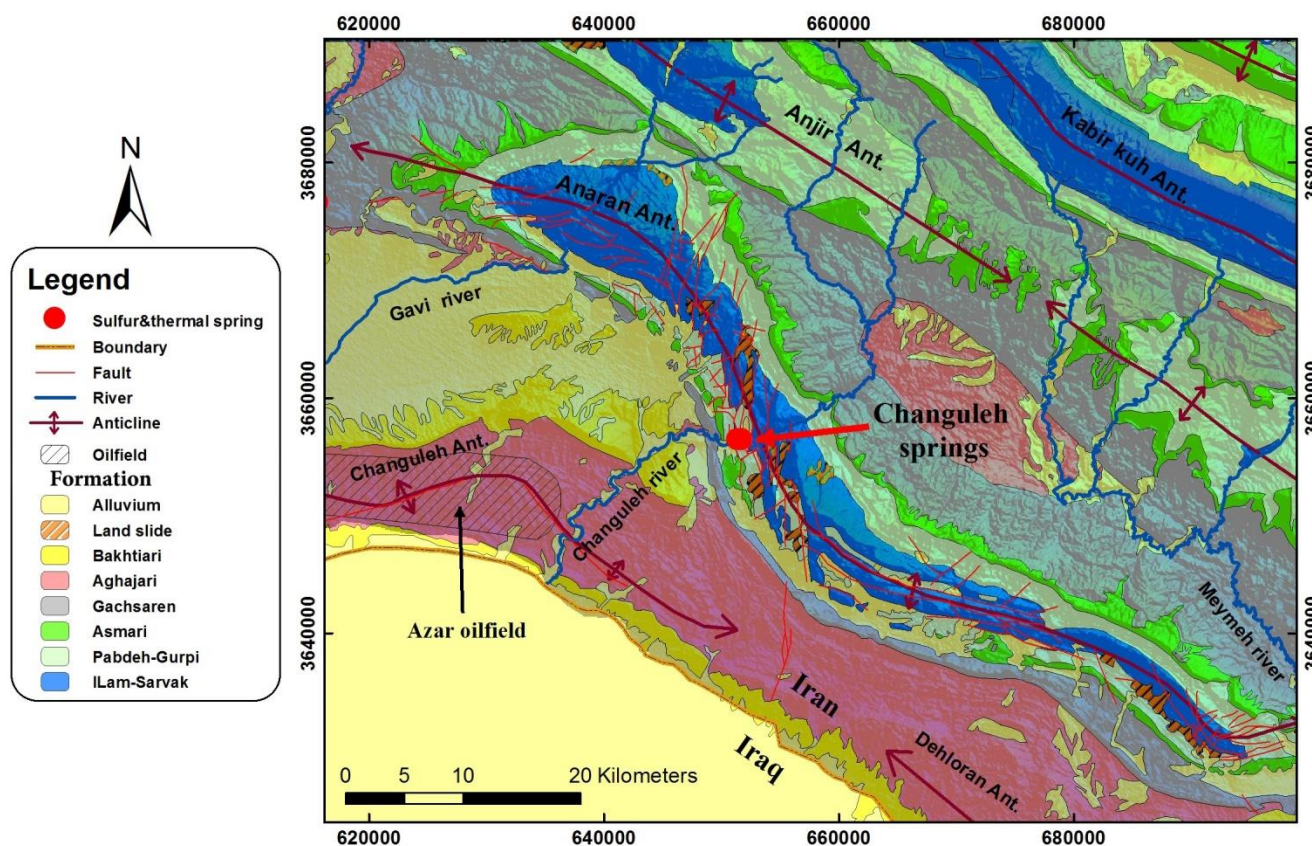 620000 640000 660000 680000
N
Legend
Sulfur&thermal spring
Boundary
Fault
River
Anticline
Oilfield
Formation
Alluvium
Land slide
Bakhtiari
Aghajari
Gachsaren
Asmari
Pabdeh-Gurpi
ILam-Sarvak
3680000
3660000
3640000
Anjir Ant.
Kabir kuh Ant.
Anaran Ant.
Gavi river
Changuleh
springs
Changuleh Ant.
Changuleh river
Azar oilfield
Meymeh river
Iran
Iraq
Dehloran Ant.
0 5 10 20 Kilometers
3680000
3660000
3640000
620000 640000 660000 680000